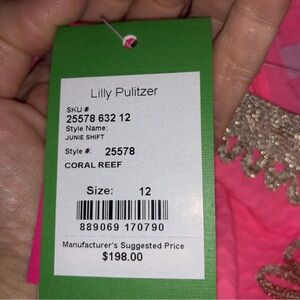 Lilly Pulitzer
SKU #
25578 632 12
Style Name:
JUNIE SHIFT
Style #: 25578
CORAL REEF
Size: 12
889069 170790
Manufacturer's Suggested Price
$198.00